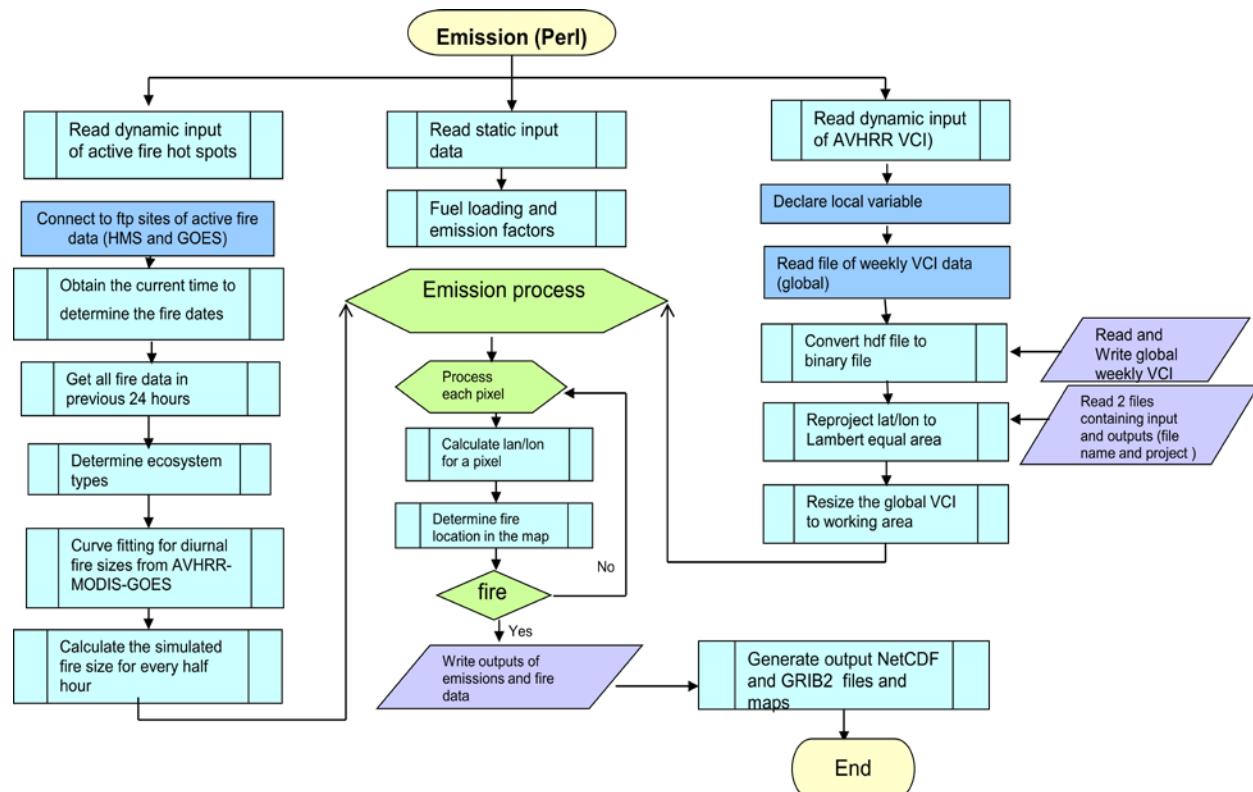 Emission (Perl)
Read dynamic input
of active fire hot spots
Connect to ftp sites of active fire
data (HMS and GOES)
Obtain the current time to
determine the fire dates
Get all fire data in
previous 24 hours
Determine ecosystem
types
Curve fitting for diurnal
fire sizes from AVHRR-
MODIS-GOES
Calculate the simulated
fire size for every half
hour
Read static input
data
Fuel loading and
emission factors
Emission process
Process
each pixel
Calculate lan/lon
for a pixel
Determine fire
location in the map
No
fire
Yes
Write outputs of
emissions and fire
data
Read dynamic input
of AVHRR VCI)
Declare local variable
Read file of weekly VCI data
(global)
Convert hdf file to
binary file
Read and
Write global
weekly VCI
Reproject lat/lon to
Lambert equal area
Read 2 files
containing input
and outputs (file
name and project )
Resize the global VCI
to working area
Generate output NetCDF
and GRIB2 files and
maps
End